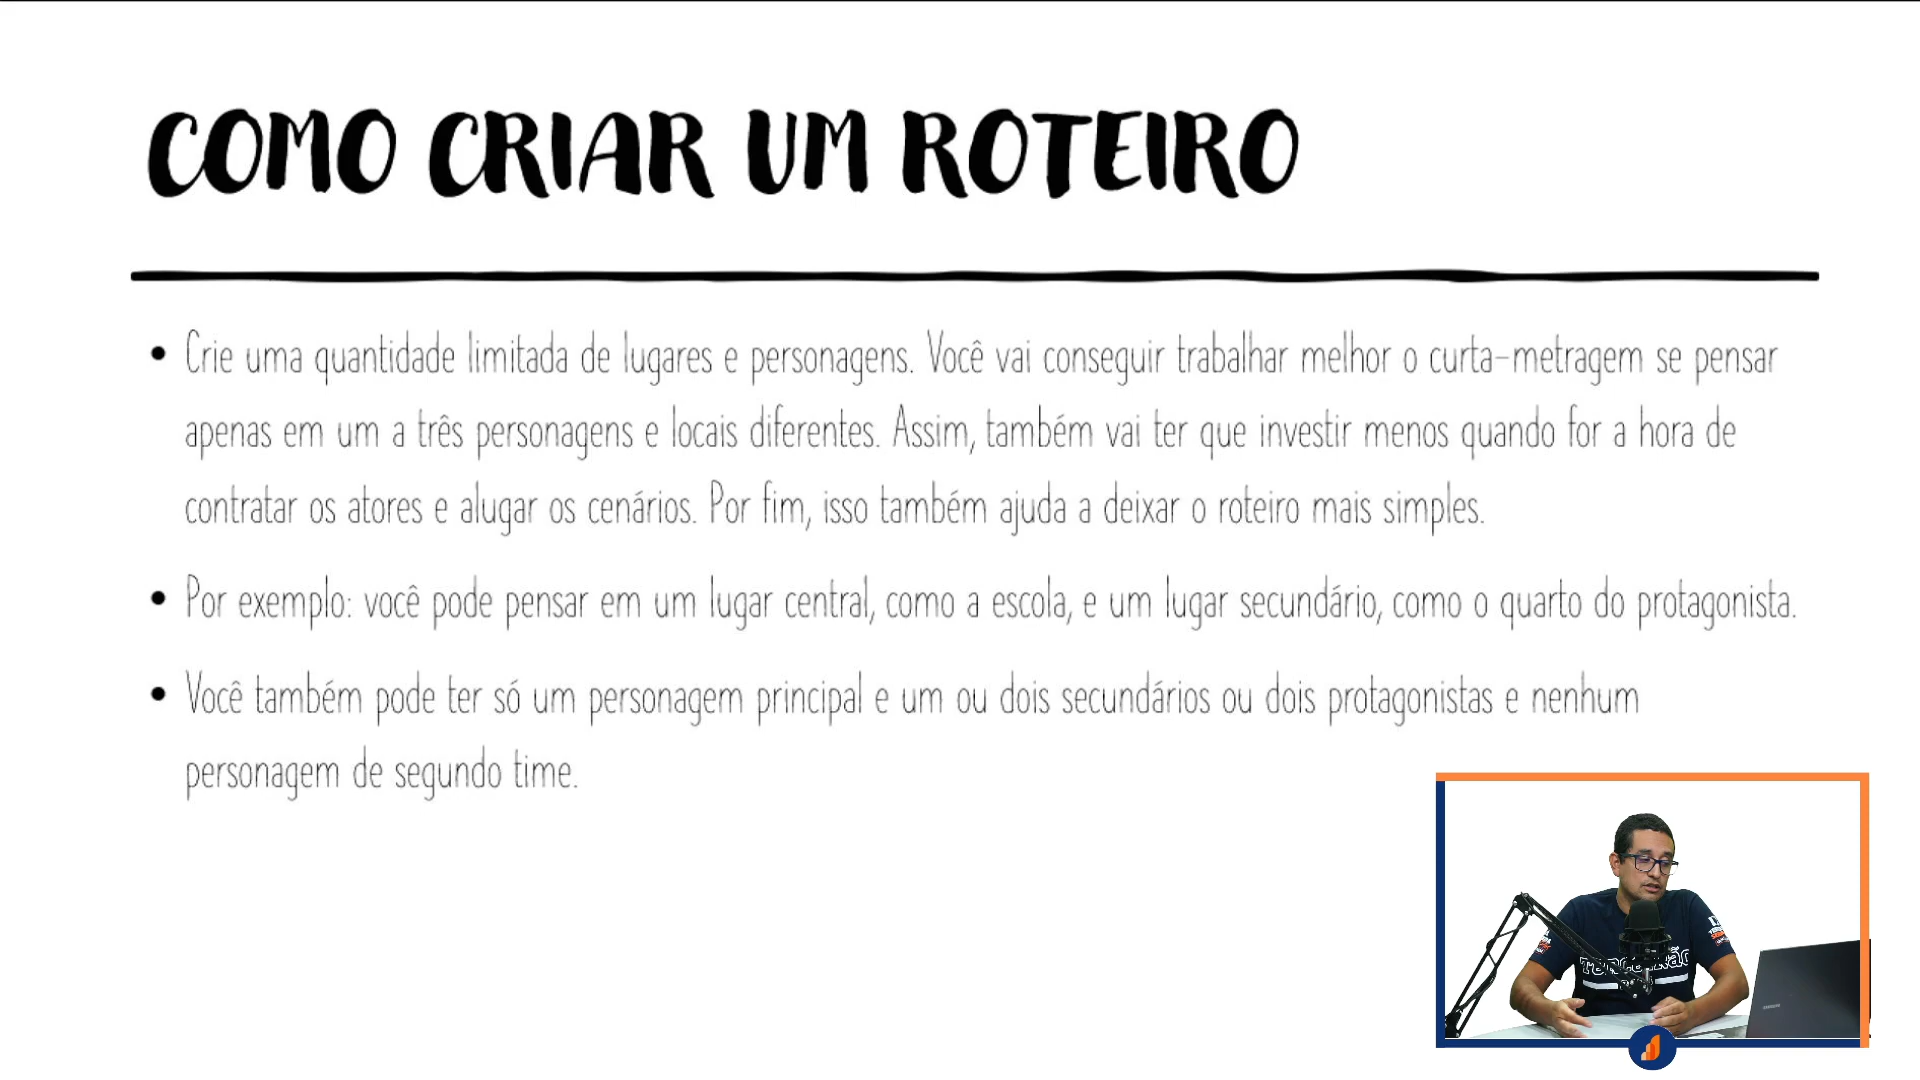 COMO CRIAR UM ROTEIRO
• Crie uma quantidade limitada de lugares e personagens. Você vai conseguir trabalhar melhor o curta-metragem se pensar
apenas em um a três personagens e locais diferentes. Assim, também vai ter que investir menos quando for a hora de
contratar os atores e alugar os cenários. Por fim, isso também ajuda a deixar o roteiro mais simples.
• Por exemplo: você pode pensar em um lugar central, como a escola, e um lugar secundário, como o quarto do protagonista.
• Você também pode ter só um personagem principal e um ou dois secundários ou dois protagonistas e nenhum
personagem de segundo time.
SAMSUNG